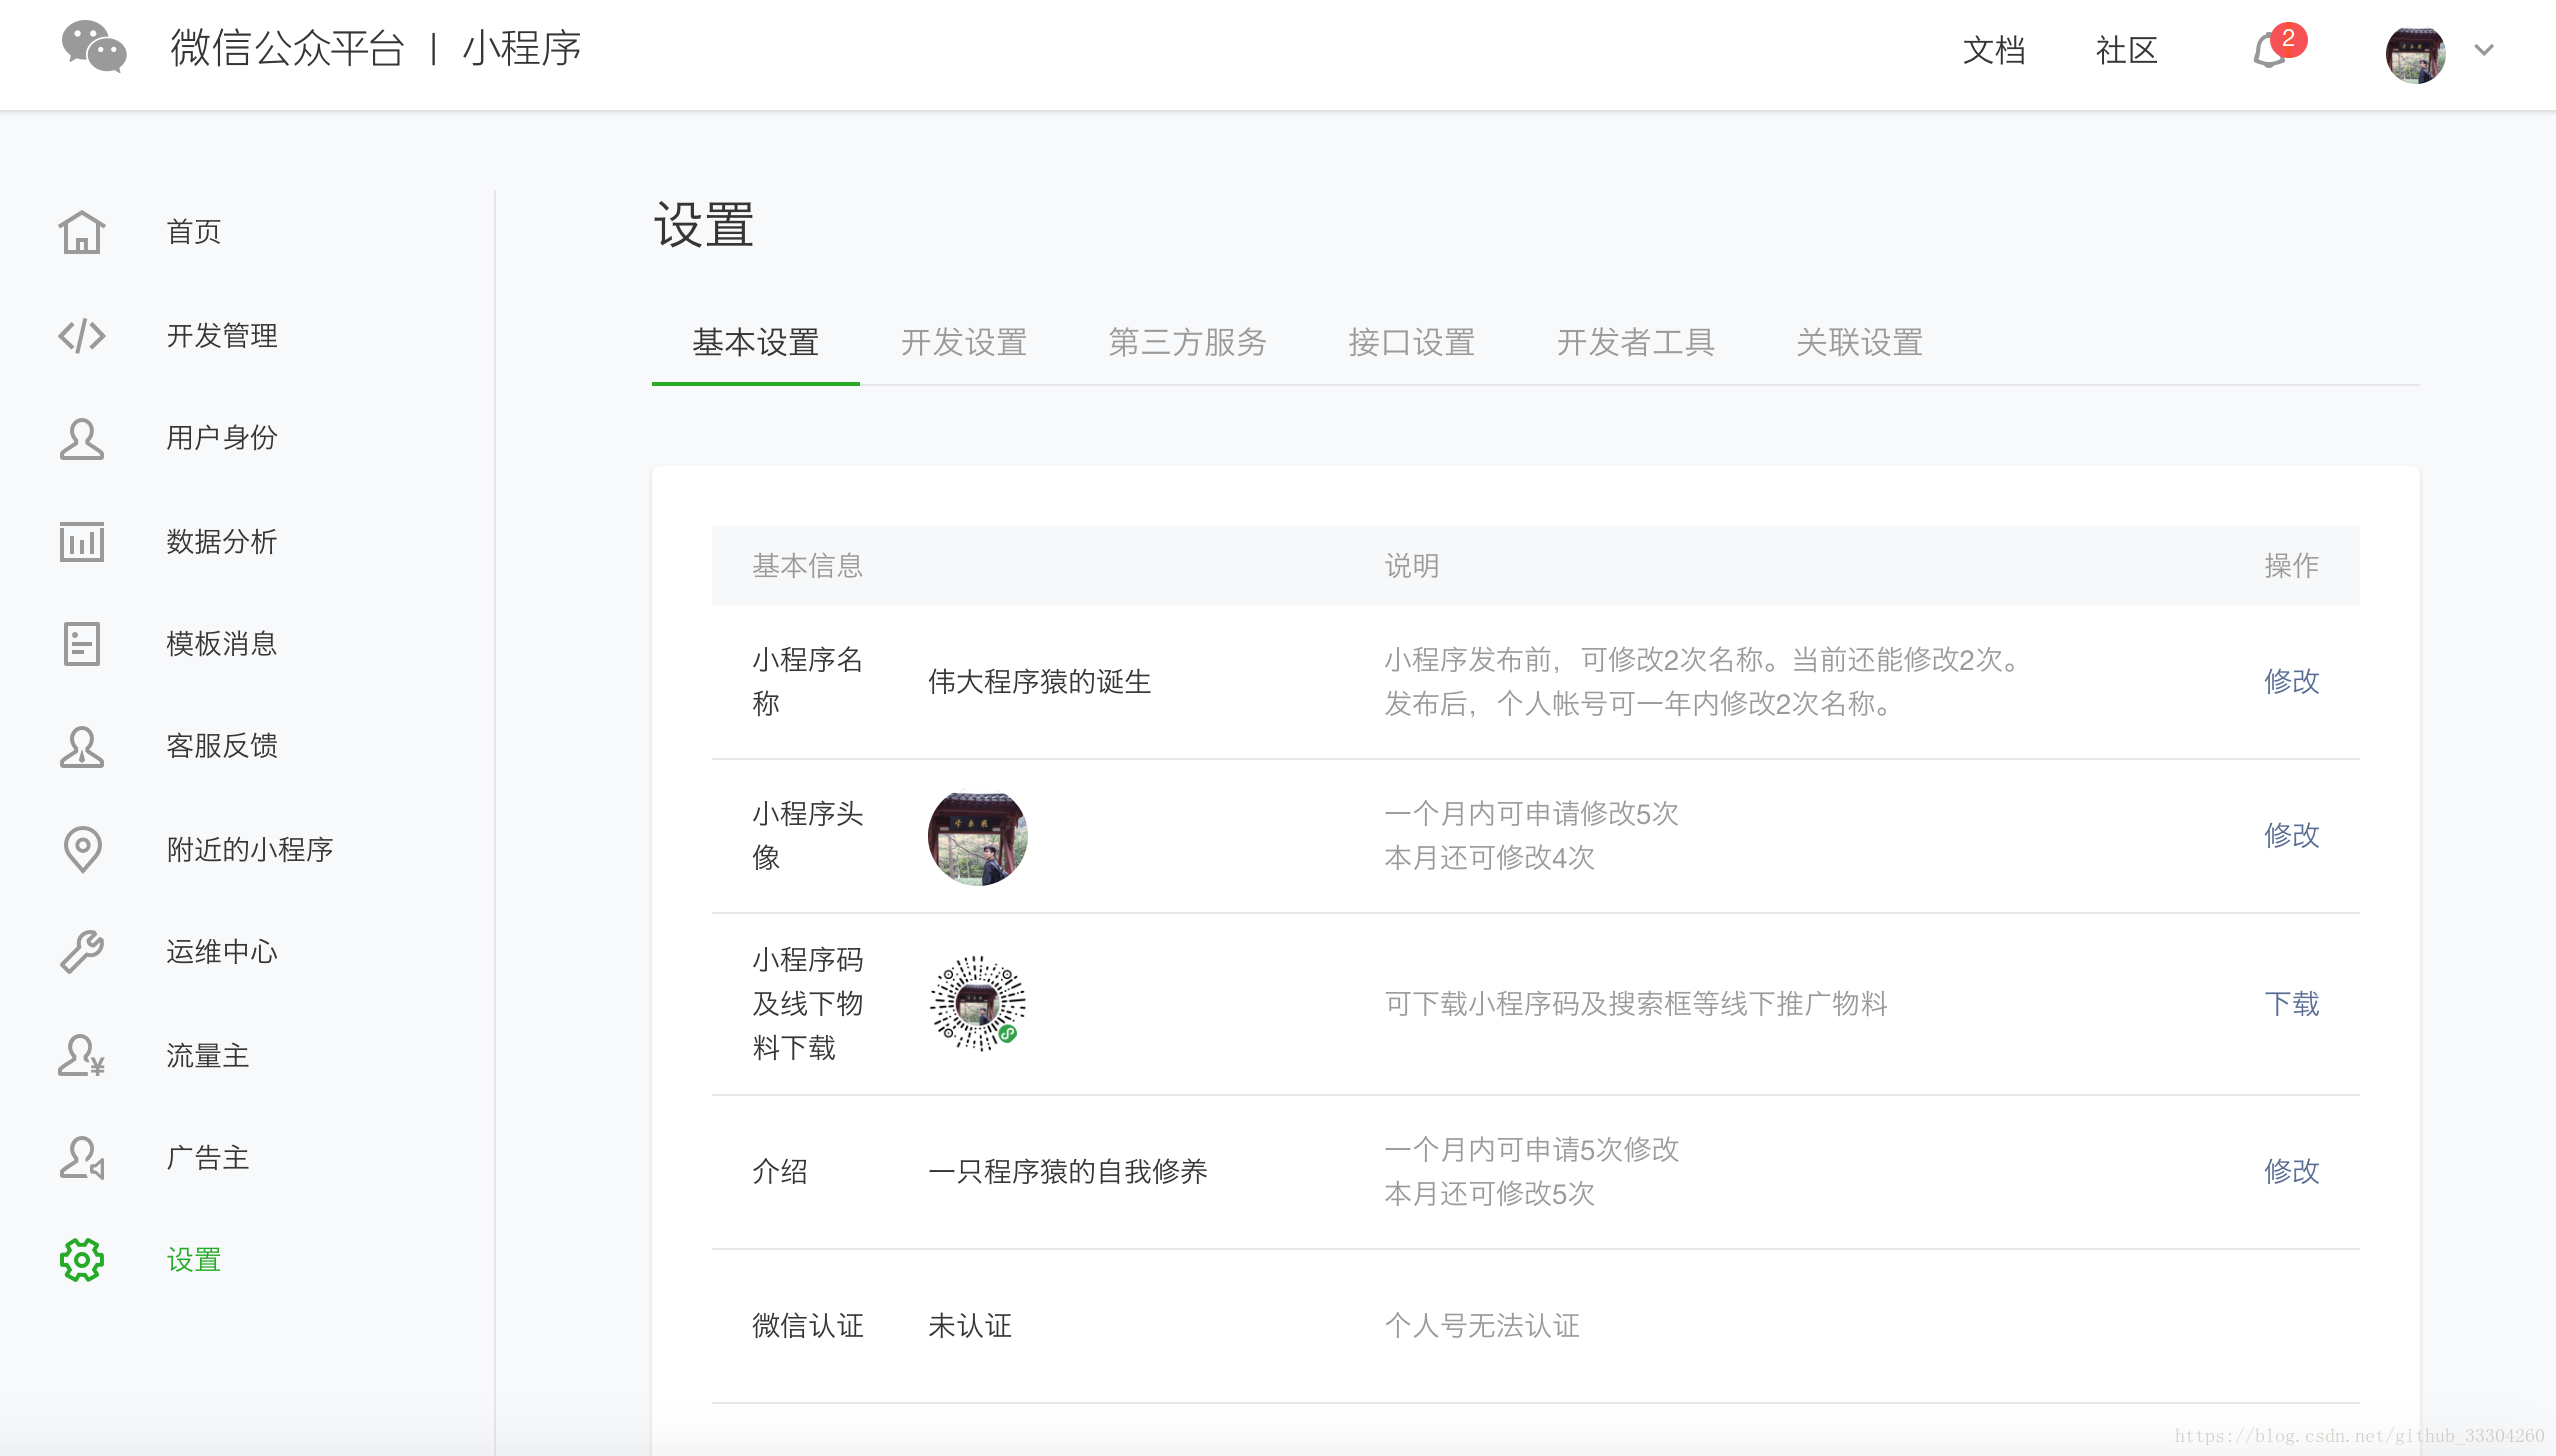 微信公众平台 | 小程序
文档
社区
2
首页
开发管理
用户身份
数据分析
模板消息
客服反馈
附近的小程序
运维中心
流量主
广告主
设置
设置
基本设置
开发设置
第三方服务
接口设置
开发者工具
关联设置
基本信息
说明
操作
小程序名
称
伟大程序猿的诞生
小程序发布前，可修改2次名称。当前还能修改2次。
发布后，个人帐号可一年内修改2次名称。
修改
小程序头
像
一个月内可申请修改5次
本月还可修改4次
修改
小程序码
及线下物
料下载
可下载小程序码及搜索框等线下推广物料
下载
介绍
一只程序猿的自我修养
一个月内可申请5次修改
本月还可修改5次
修改
微信认证
未认证
个人号无法认证
https://blog.csdn.net/github_33304260